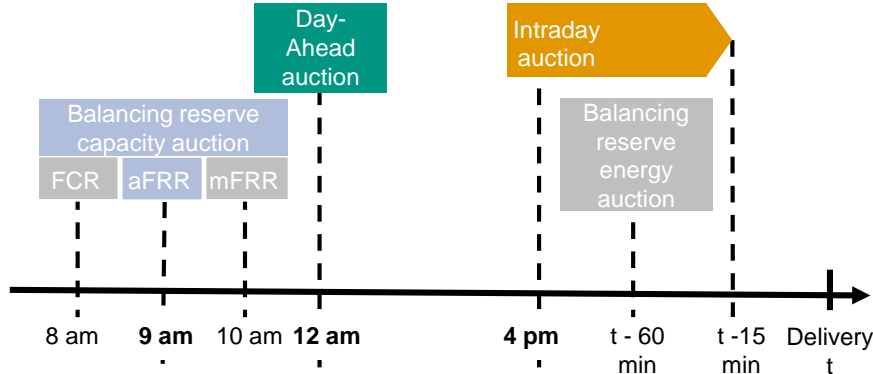 Day-
Ahead
auction
Intraday
auction
Balancing reserve
capacity auction
FCR
aFRR
mFRR
Balancing
reserve
energy
auction
8 am
9 am
10 am
12 am
4 pm
t - 60
min
t -15
min
Delivery
t